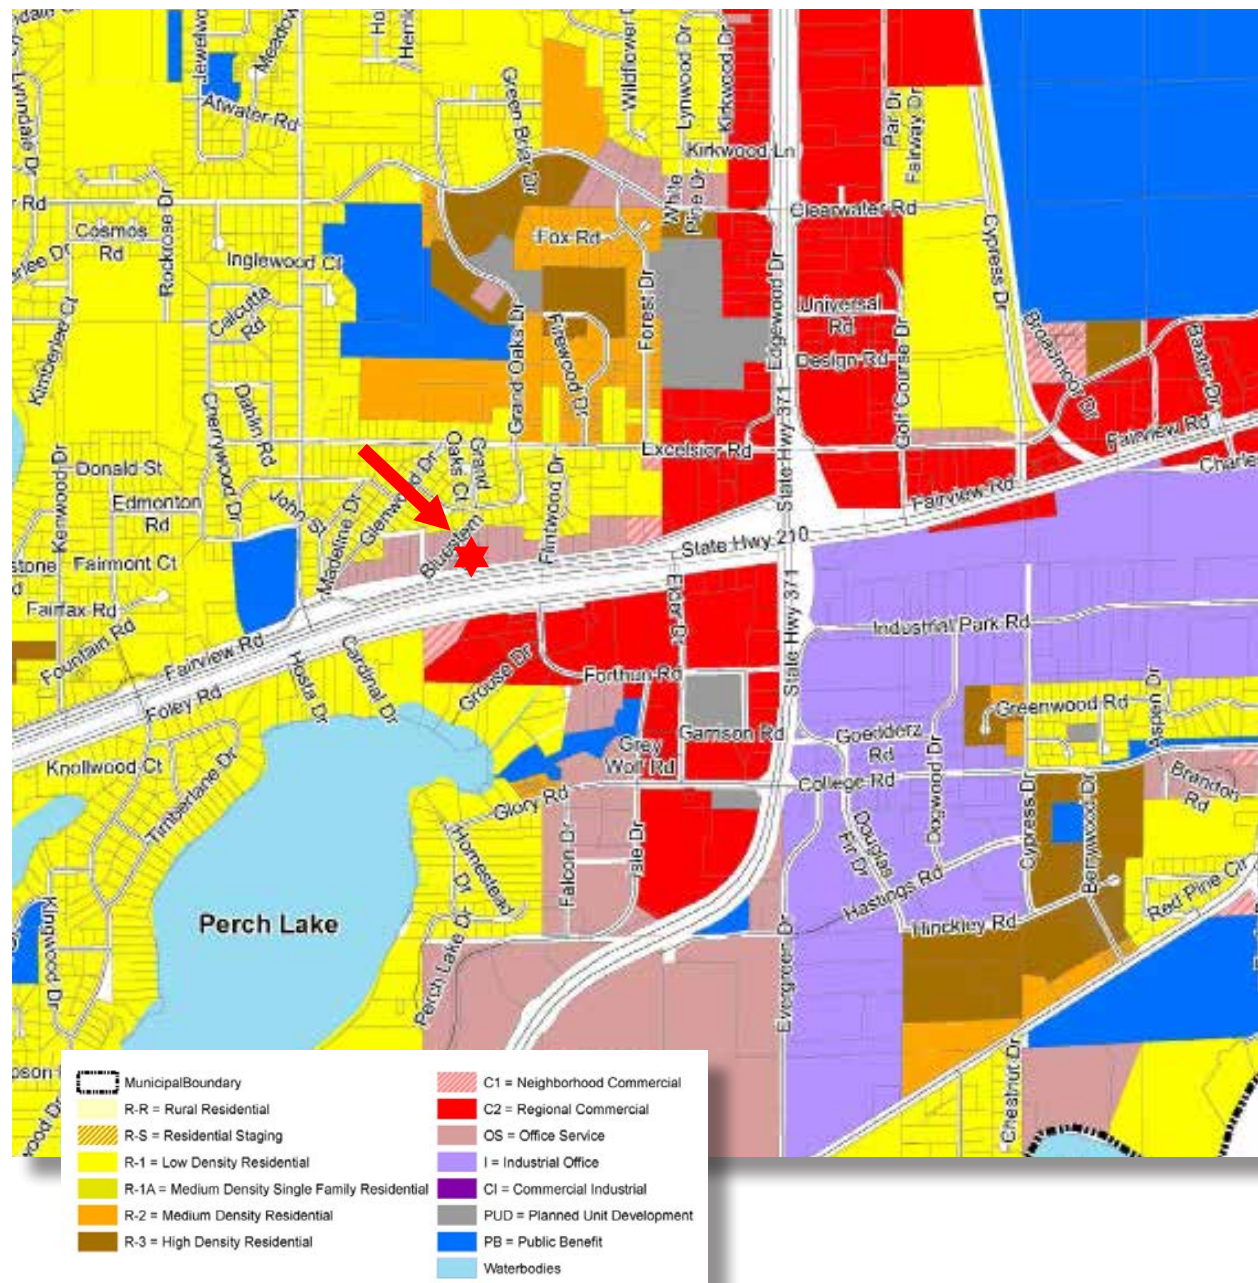 Meadow
Wildflower
Lynwood Dr
Kirkwood Dr
Atwater Rd
Green Briar Dr
Par Dr
Fairway Dr
Kirkwood Ln
Rockrose Dr
White
Pine Dr
Clearwater Rd
Cypress Dr
Cosmos
Rd
Fox Rd
Inglewood Ct
Calcutta
Rd
Kimberlee Ct
Grand Oaks Dr
Firewood Dr
Forest Dr
Edgewood Dr
Universal
Rd
Design Rd
Golf Course Dr
Broadmoor Dr
Baxter Dr
Dahlin Rd
Cherrywood Dr
State Hwy 371
Excelsior Rd
Fairview Rd
Donald St
Kenwood Dr
Edmonton
Rd
John St
Madeline Dr
Glenwood Dr
Grand
Oaks Ct
Bluestem
Flintwood Dr
Fairview Rd
State Hwy 210
Fairmont Ct
Fairfax Rd
Fountain Rd
Fairview Rd
Foley Rd
Hosta Dr
Cardinal Dr
Grouse Dr
Forthun Rd
State Hwy 371
Industrial Park Rd
Garrison Rd
Grey
Wolf Rd
Goedderz
Rd
Greenwood Rd
Aspen Dr
Knollwood Ct
Timberlane Dr
Glory Rd
College Rd
Dogwood Dr
Cypress Dr
Berrywood Dr
Brandon
Rd
Homestead
Dr
Falcon Dr
Isle Dr
Douglas
Fir Dr
Hastings Rd
Hinckley Rd
Red Pine Cir
Perch Lake
Kingwood Dr
Perch Lake Dr
Evergreen Dr
Chestnut Dr
MunicipalBoundary
R-R = Rural Residential
R-S = Residential Staging
R-1 = Low Density Residential
R-1A = Medium Density Single Family Residential
R-2 = Medium Density Residential
R-3 = High Density Residential
C1 = Neighborhood Commercial
C2 = Regional Commercial
OS = Office Service
I = Industrial Office
CI = Commercial Industrial
PUD = Planned Unit Development
PB = Public Benefit
Waterbodies